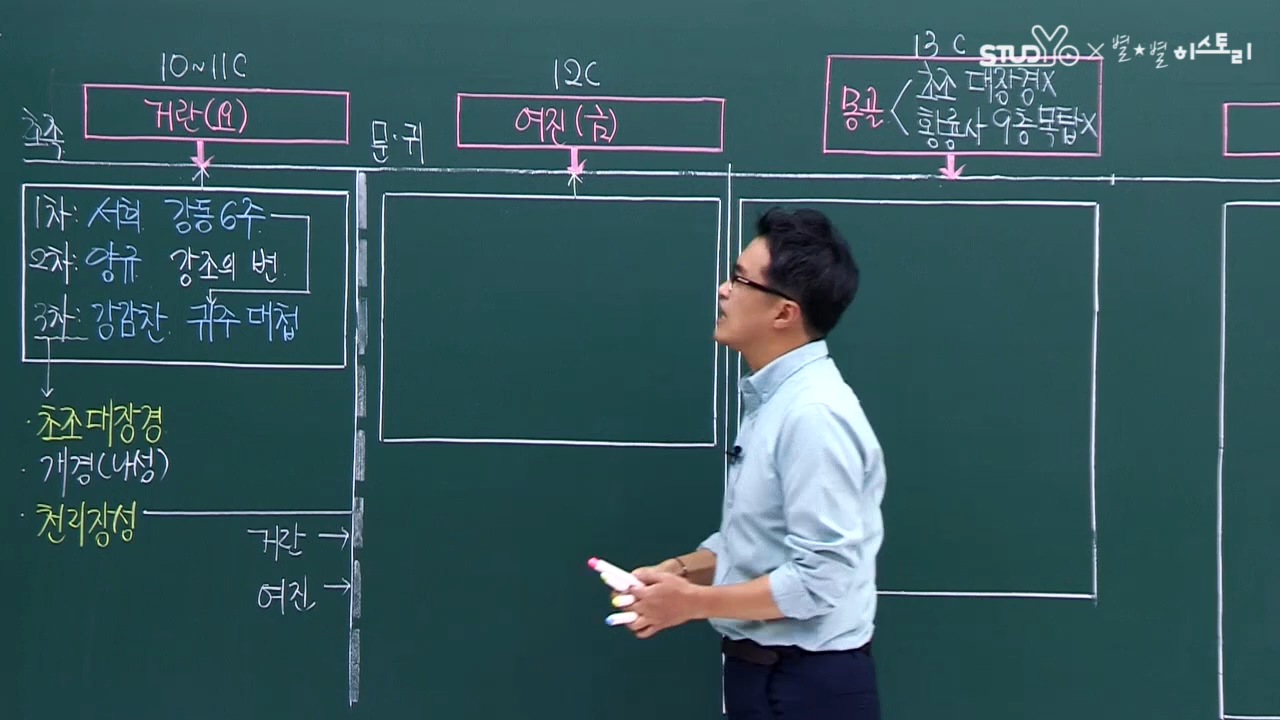 STUDYo × 별★별 히스토리
10~11C
거란(요)
초족
1차: 서희 강동6주
2차: 양규 강조의 변
3차: 강감찬 귀주대첩
· 초조대장경
· 개경(나성)
· 천리장성
거란 →
여진 →
문·귀
12C
여진(금)
13 C
몽골
초조 대장경X
황룡사 9층목탑X